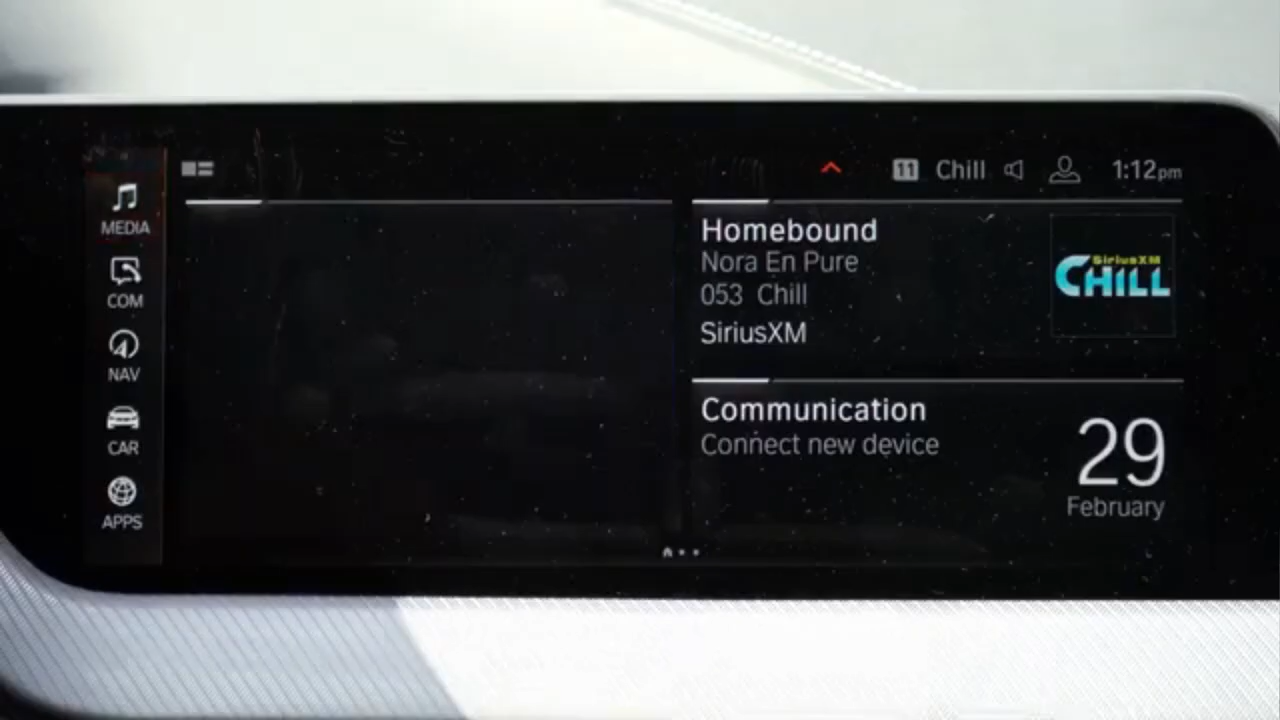 11 Chill 1:12pm
MEDIA
COM
NAV
CAR
APPS
Homebound
Nora En Pure
053 Chill
SiriusXM
SiriusXM
CHILL
Communication
Connect new device
29
February